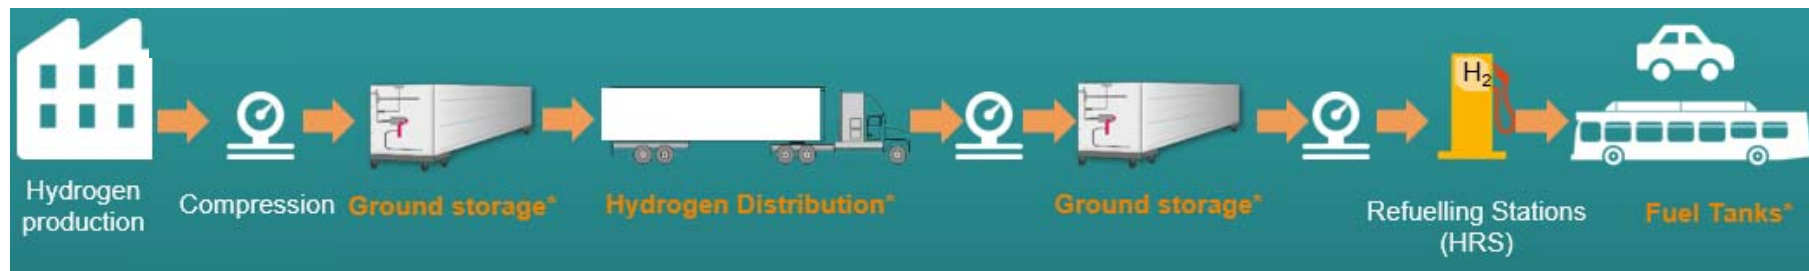 H2
Hydrogen
production
Compression
Ground storage*
Hydrogen Distribution*
Ground storage*
Refuelling Stations
(HRS)
Fuel Tanks*